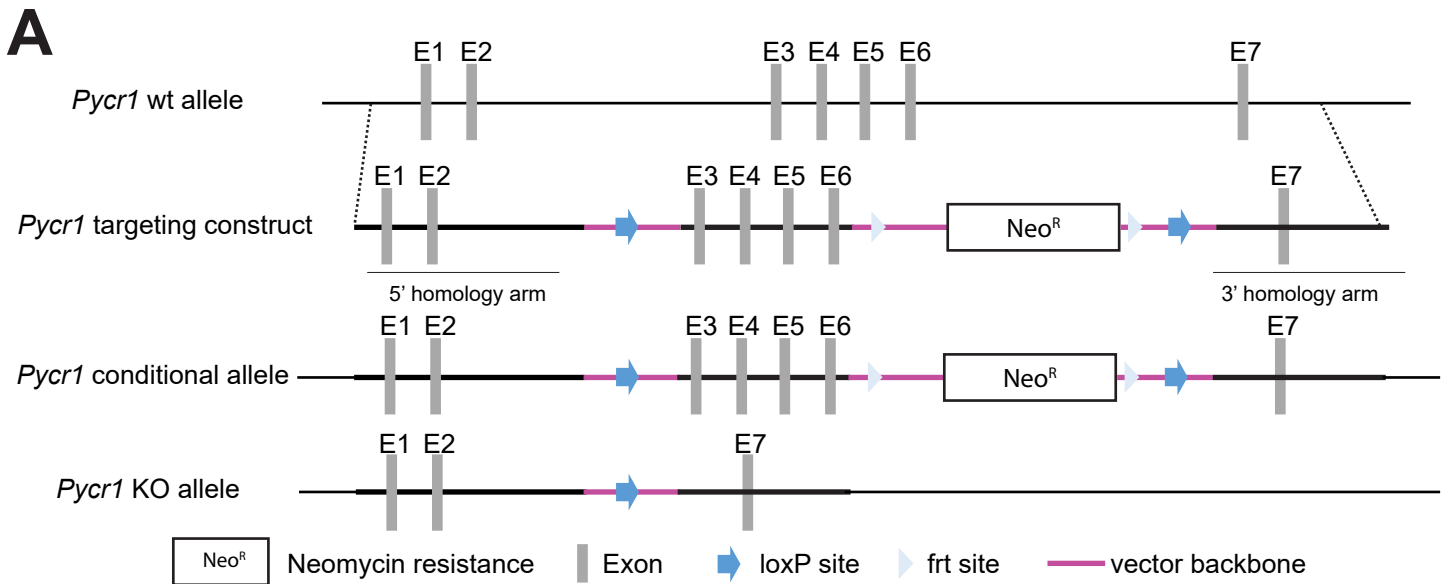 A
E1 E2 E3 E4 E5 E6 E7
Pycr1 wt allele
E1 E2 E3 E4 E5 E6 E7
Pycr1 targeting construct
Neoᴿ
5’ homology arm 3’ homology arm
E1 E2 E3 E4 E5 E6 E7
Pycr1 conditional allele
Neoᴿ
E1 E2 E7
Pycr1 KO allele
Neoᴿ Neomycin resistance Exon loxP site frt site vector backbone